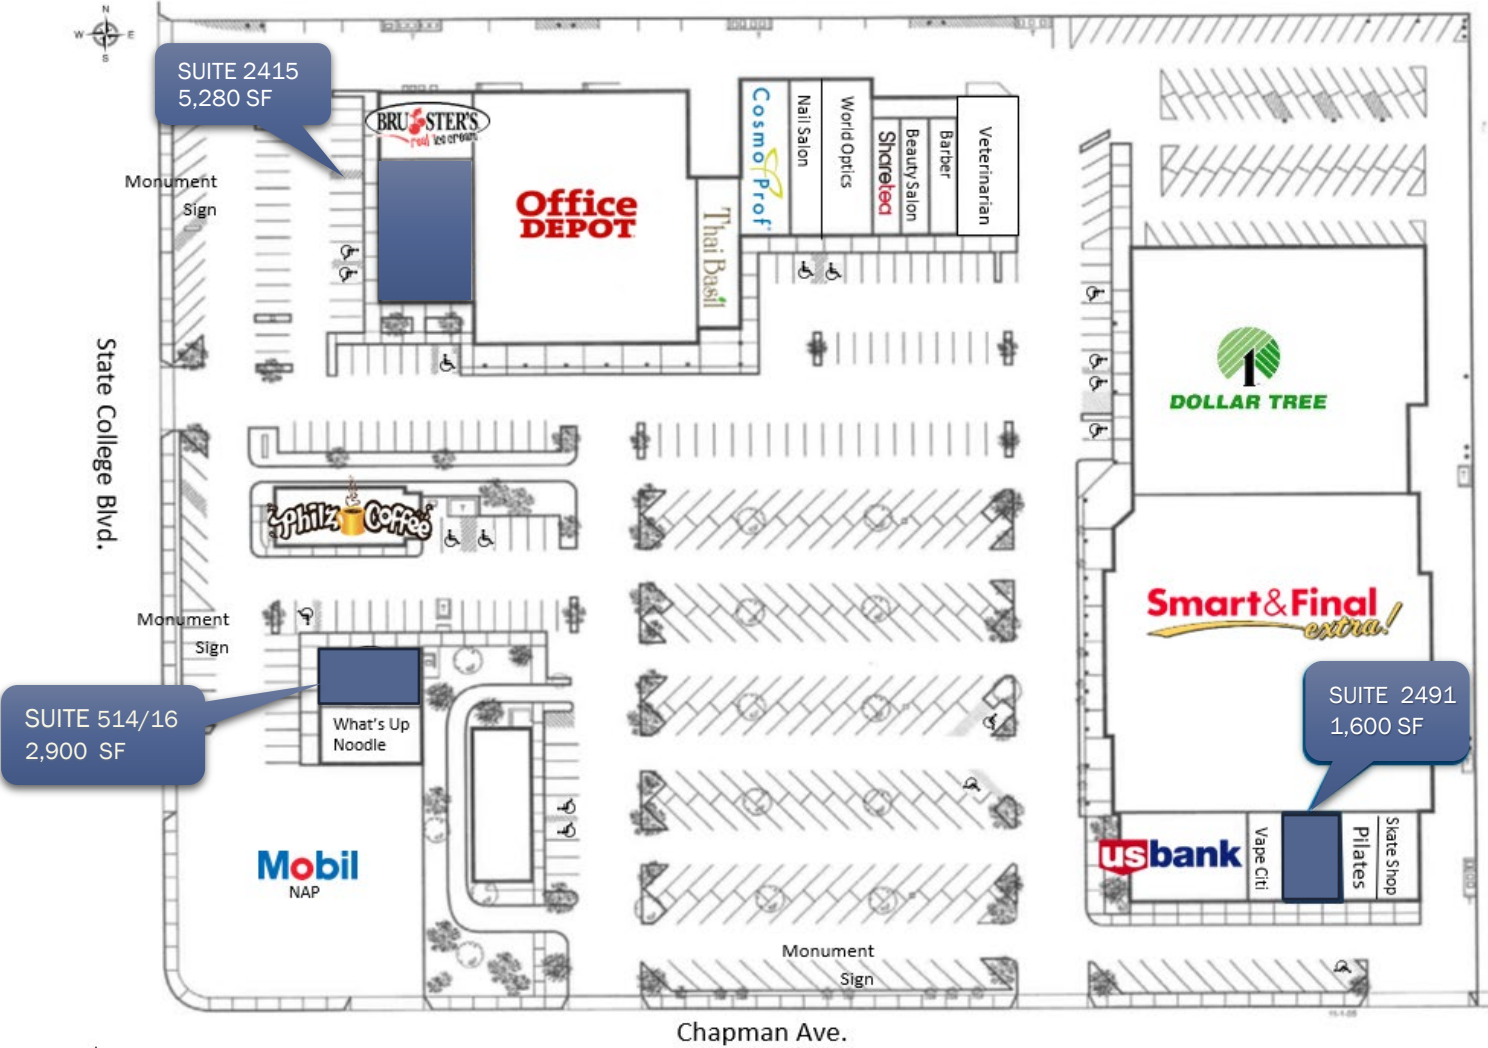 N
W E
S
SUITE 2415
5,280 SF
BRUSTER'S
real ice cream
Monument
Sign
Office
DEPOT
Thai Basil
Cosmo Prof
Nail Salon
World Optics
Sharetea
Beauty Salon
Barber
Veterinarian
State College Blvd.
DOLLAR TREE
1
Philz Coffee
Monument
Sign
Smart&Final
extra!
SUITE 514/16
2,900 SF
What's Up
Noodle
SUITE 2491
1,600 SF
Mobil
NAP
usbank
Vape Citi
Pilates
Skate Shop
Monument
Sign
Chapman Ave.